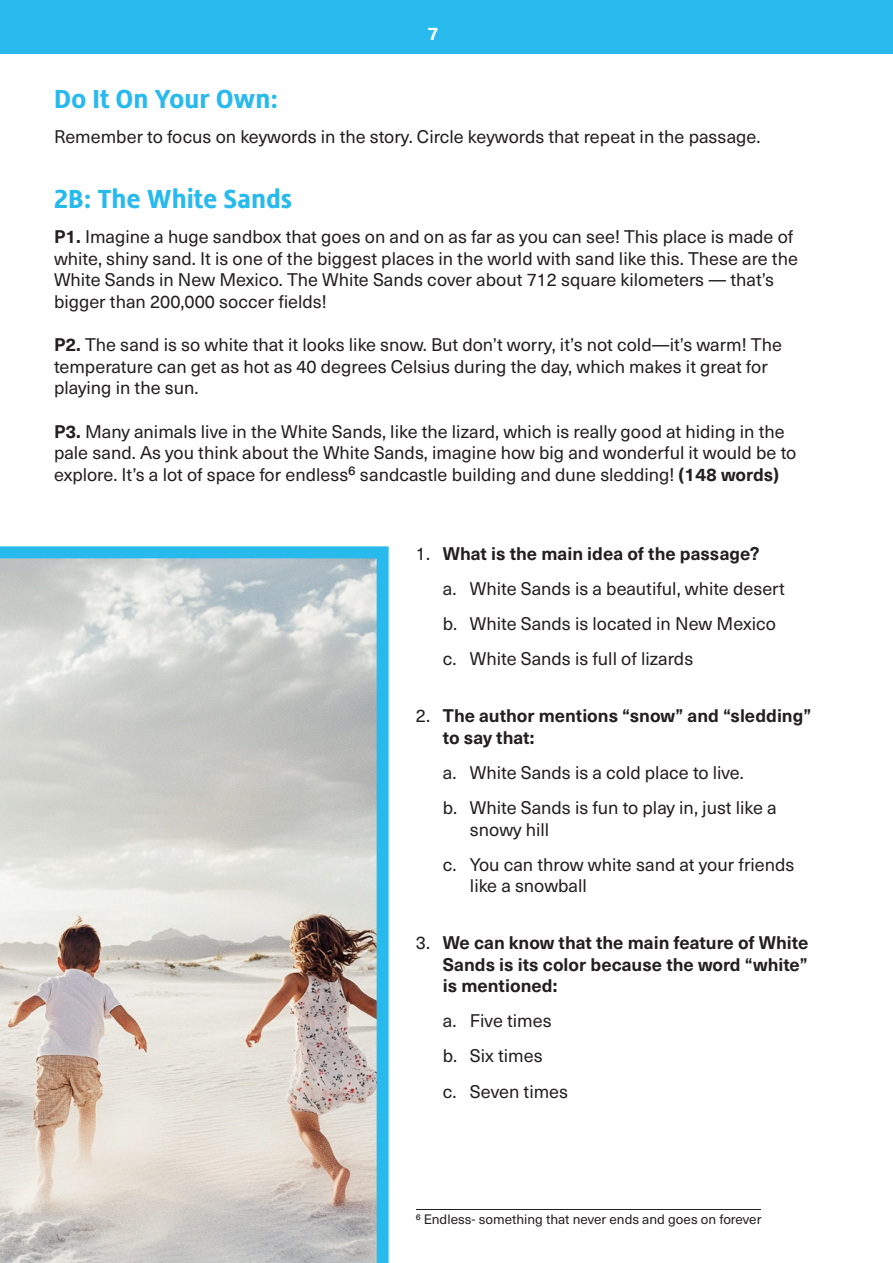 7
Do It On Your Own:
Remember to focus on keywords in the story. Circle keywords that repeat in the passage.
2B: The White Sands
P1. Imagine a huge sandbox that goes on and on as far as you can see! This place is made of
white, shiny sand. It is one of the biggest places in the world with sand like this. These are the
White Sands in New Mexico. The White Sands cover about 712 square kilometers — that's
bigger than 200,000 soccer fields!
P2. The sand is so white that it looks like snow. But don't worry, it's not cold—it's warm! The
temperature can get as hot as 40 degrees Celsius during the day, which makes it great for
playing in the sun.
P3. Many animals live in the White Sands, like the lizard, which is really good at hiding in the
pale sand. As you think about the White Sands, imagine how big and wonderful it would be to
explore. It's a lot of space for endless⁶ sandcastle building and dune sledding! (148 words)
1. What is the main idea of the passage?
a. White Sands is a beautiful, white desert
b. White Sands is located in New Mexico
c. White Sands is full of lizards
2. The author mentions “snow” and “sledding”
to say that:
a. White Sands is a cold place to live.
b. White Sands is fun to play in, just like a
snowy hill
c. You can throw white sand at your friends
like a snowball
3. We can know that the main feature of White
Sands is its color because the word “white”
is mentioned:
a. Five times
b. Six times
c. Seven times
⁶ Endless- something that never ends and goes on forever